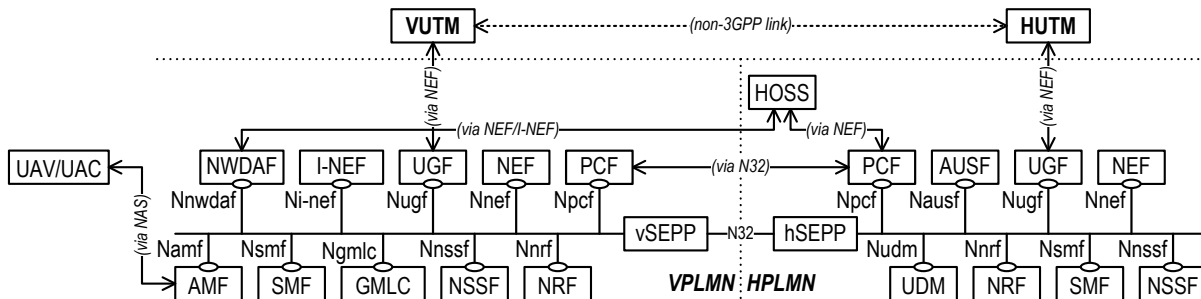 VUTM
(non-3GPP link)
HUTM
(via NEF)
(via NEF)
HOSS
(via NEF/I-NEF)
(via NEF)
UAV/UAC
NWDAF
I-NEF
UGF
NEF
PCF
(via N32)
PCF
AUSF
UGF
NEF
Nnwdaf
Ni-nef
Nugf
Nnef
Npcf
Npcf
Nausf
Nugf
Nnef
(via NAS)
vSEPP
N32
hSEPP
Namf
Nsmf
Ngmlc
Nnssf
Nnrf
Nudm
Nnrf
Nsmf
Nnssf
AMF
SMF
GMLC
NSSF
NRF
VPLMN
HPLMN
UDM
NRF
SMF
NSSF